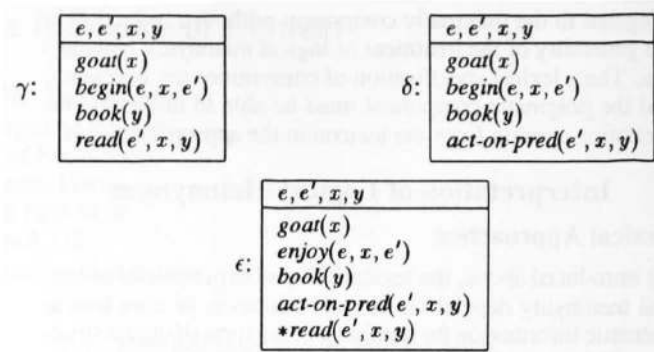 γ:
e, e′, x, y
goat(x)
begin(e, x, e′)
book(y)
read(e′, x, y)
δ:
e, e′, x, y
goat(x)
begin(e, x, e′)
book(y)
act-on-pred(e′, x, y)
ϵ:
e, e′, x, y
goat(x)
enjoy(e, x, e′)
book(y)
act-on-pred(e′, x, y)
*read(e′, x, y)